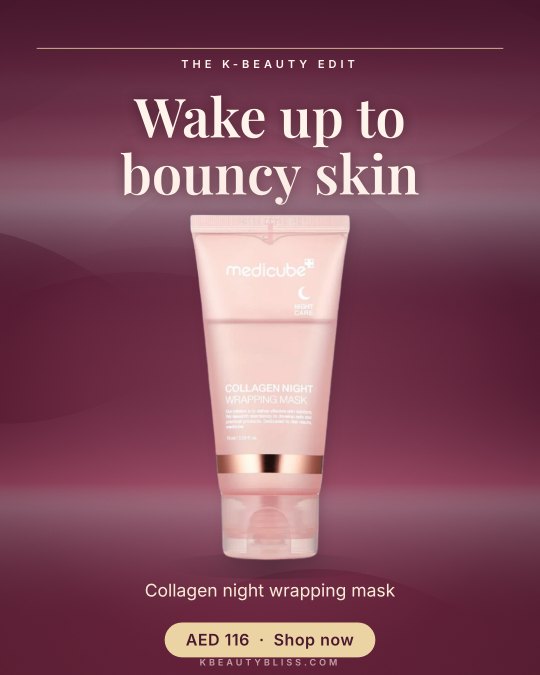 THE K-BEAUTY EDIT
Wake up to
bouncy skin
medicube
NIGHT
CARE
COLLAGEN NIGHT
WRAPPING MASK
Collagen night wrapping mask
AED 116 · Shop now
KBEAUTYBLISS.COM